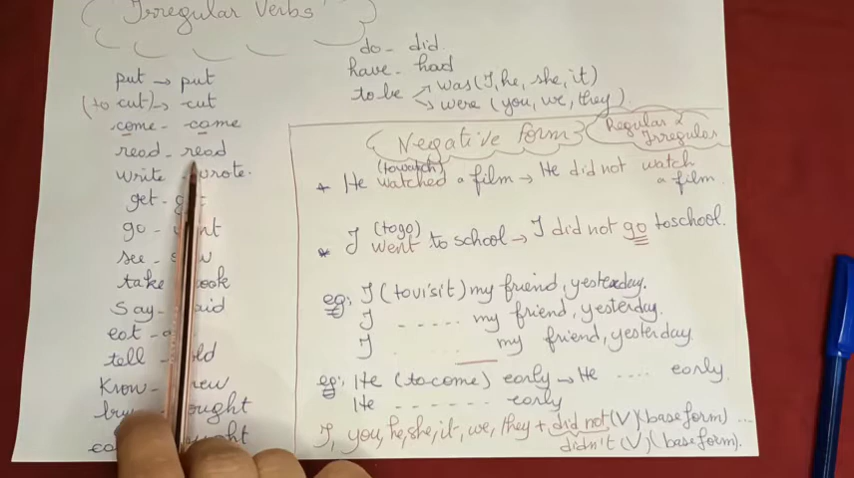 Irregular Verbs
put → put
(to cut) → cut
come - came
read - read
write - wrote.
get -
go -
see -
take -
say -
eat -
tell -
know -
do - did.
have - had
to be → was (I, he, she, it)
→ were (you, we, they).
Negative form
Regular &
Irregular
(to watch)
* He watched a film → He did not watch
a film.
(to go)
* I went to school → I did not go to school.
eg: I (to visit) my friend, yesterday.
I - - - - - my friend, yesterday.
I my friend, yesterday
eg: He (to come) early → He .... early.
He - - - - - - - early
I, you, he, she, it, we, they + did not (V) (base form) ...
didn't (V) (base form).